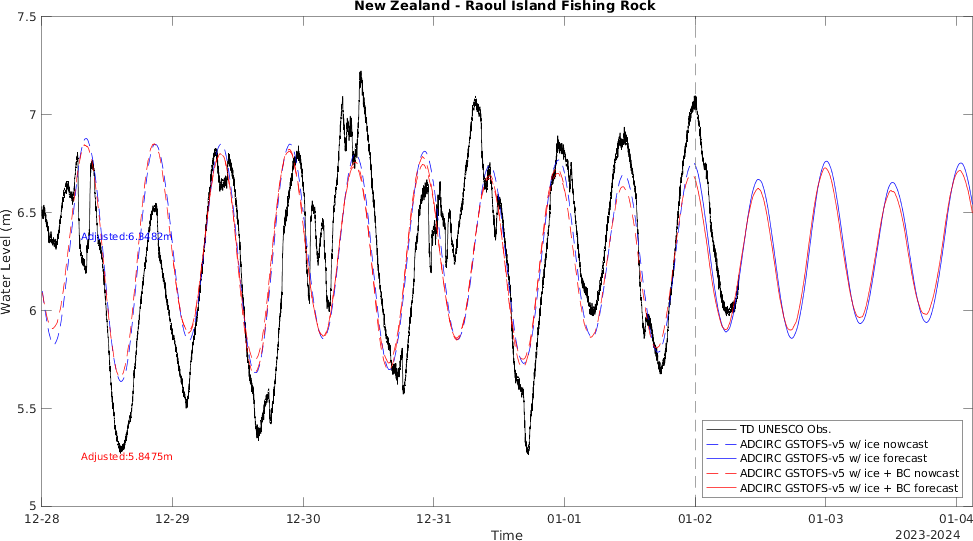 New Zealand - Raoul Island Fishing Rock
7.5
7
6.5
6
5.5
5
Water Level (m)
Adjusted:6.3482m
Adjusted:5.8475m
TD UNESCO Obs.
ADCIRC GSTOFS-v5 w/ ice nowcast
ADCIRC GSTOFS-v5 w/ ice forecast
ADCIRC GSTOFS-v5 w/ ice + BC nowcast
ADCIRC GSTOFS-v5 w/ ice + BC forecast
12-28 12-29 12-30 12-31 01-01 01-02 01-03 01-04
Time
2023-2024